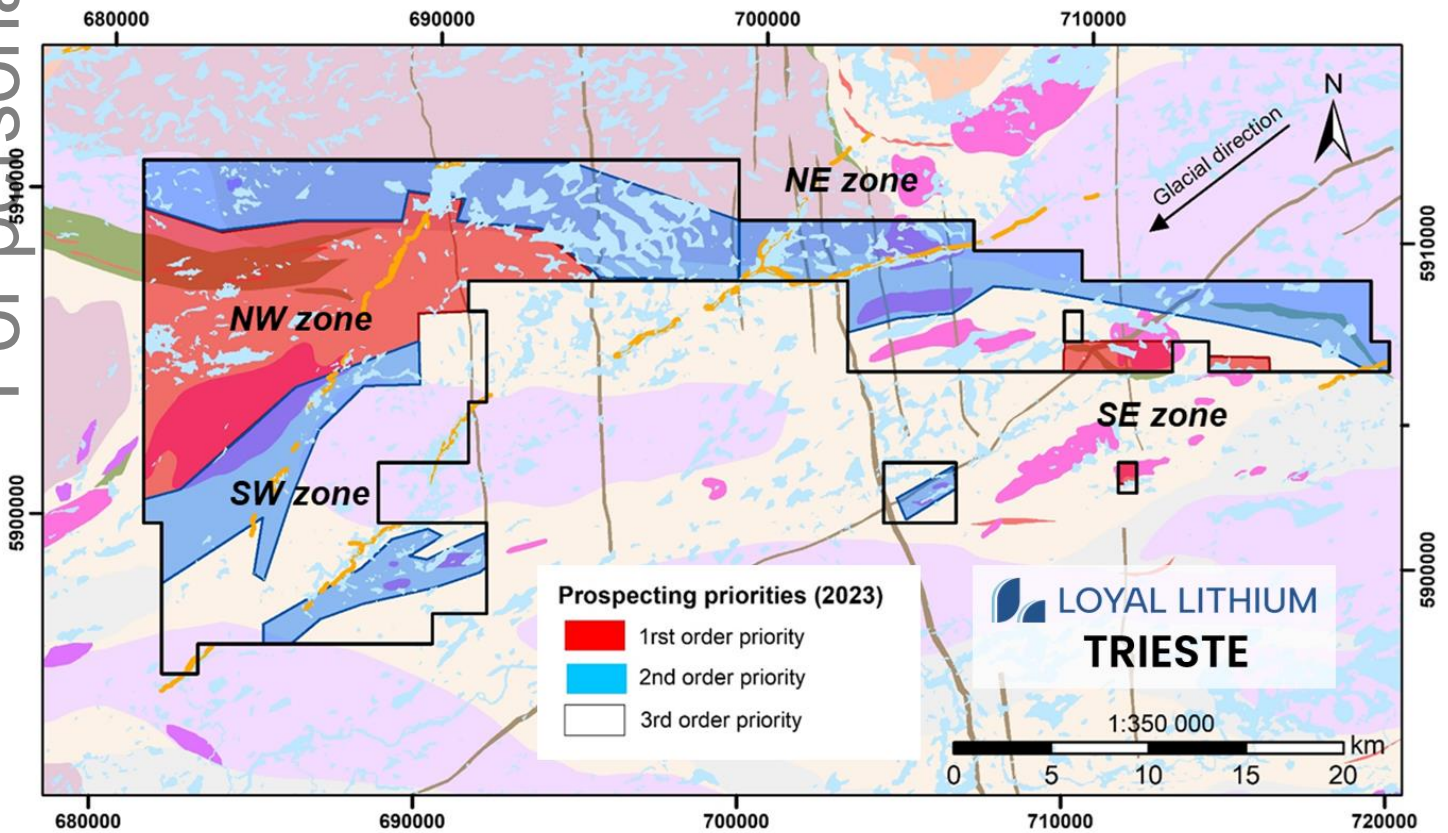 680000
690000
700000
710000
or personal
N
Glacial direction
NE zone
5910000
5910000
NW zone
SE zone
SW zone
5900000
5900000
Prospecting priorities (2023)
1rst order priority
2nd order priority
3rd order priority
LOYAL LITHIUM
TRIESTE
1:350 000
km
0 5 10 15 20
680000
690000
700000
710000
720000